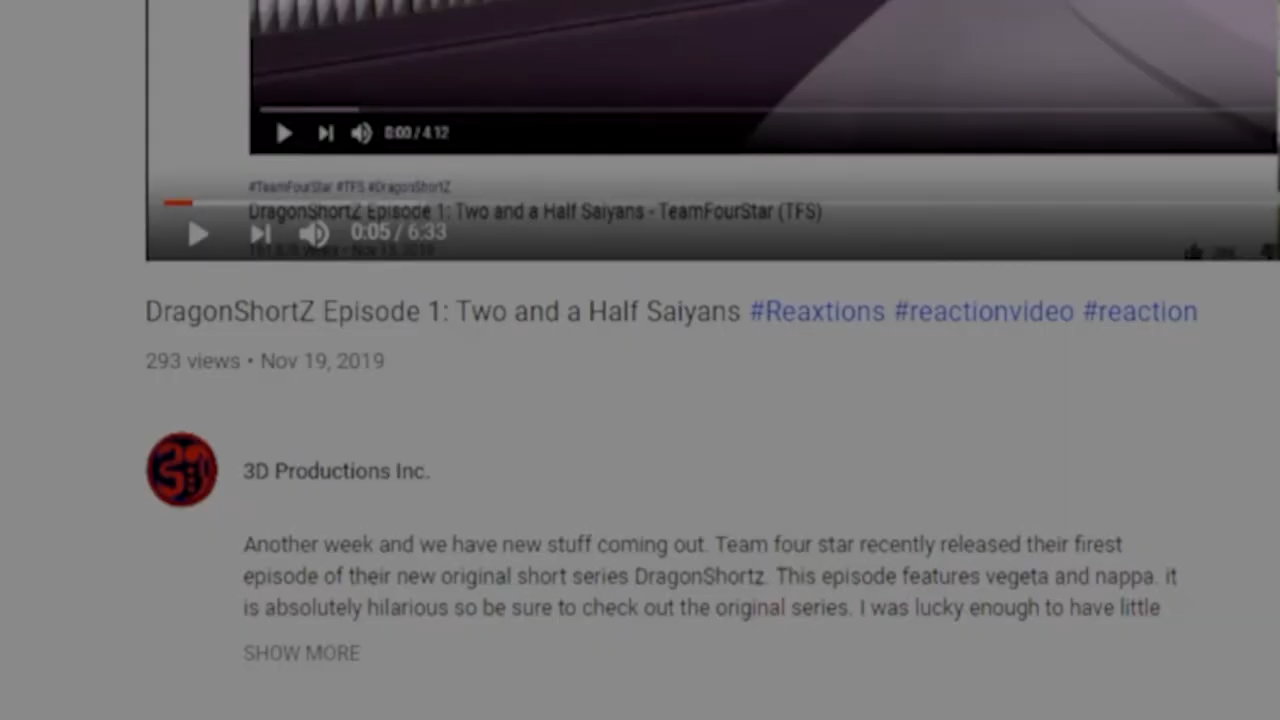 0:00 / 4:12
#TeamFourStar #TFS #DragonShortZ
DragonShortZ Episode 1: Two and a Half Saiyans - TeamFourStar (TFS)
0:05 / 6:33
DragonShortZ Episode 1: Two and a Half Saiyans #Reaxtions #reactionvideo #reaction
293 views • Nov 19, 2019
3D Productions Inc.
Another week and we have new stuff coming out. Team four star recently released their firest
episode of their new original short series DragonShortz. This episode features vegeta and nappa. it
is absolutely hilarious so be sure to check out the original series. I was lucky enough to have little
SHOW MORE